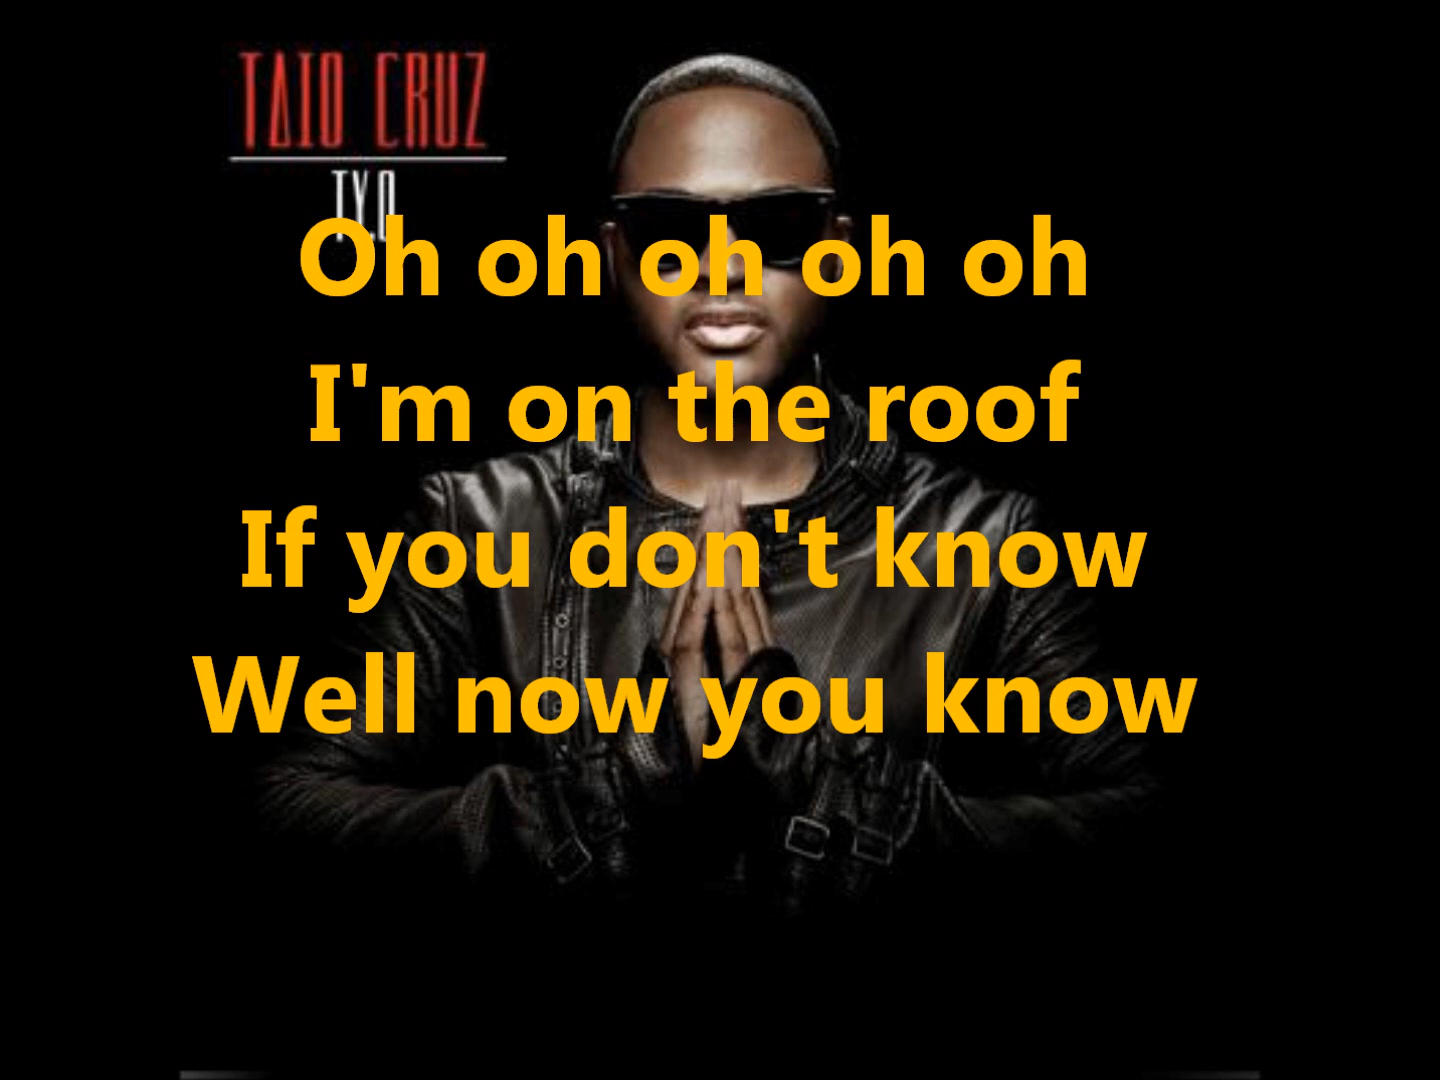 TAIO CRUZ
TY.O
Oh oh oh oh oh
I'm on the roof
If you don't know
Well now you know